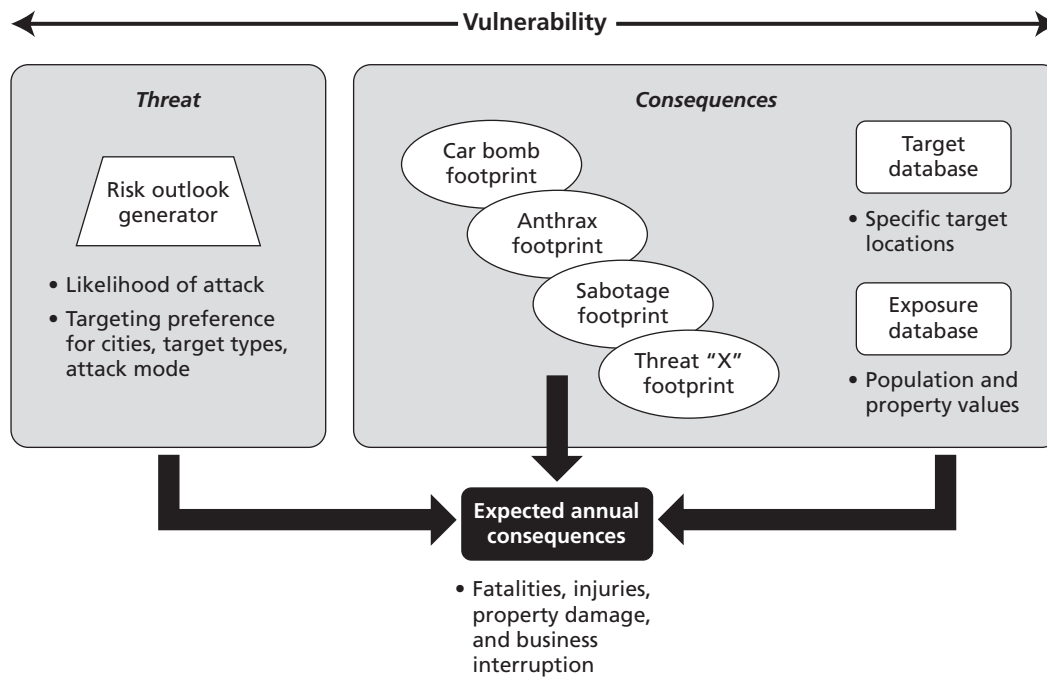 Vulnerability
Threat
Risk outlook
generator
• Likelihood of attack
• Targeting preference
for cities, target types,
attack mode
Consequences
Car bomb
footprint
Anthrax
footprint
Sabotage
footprint
Threat “X”
footprint
Target
database
• Specific target
locations
Exposure
database
• Population and
property values
Expected annual
consequences
• Fatalities, injuries,
property damage,
and business
interruption